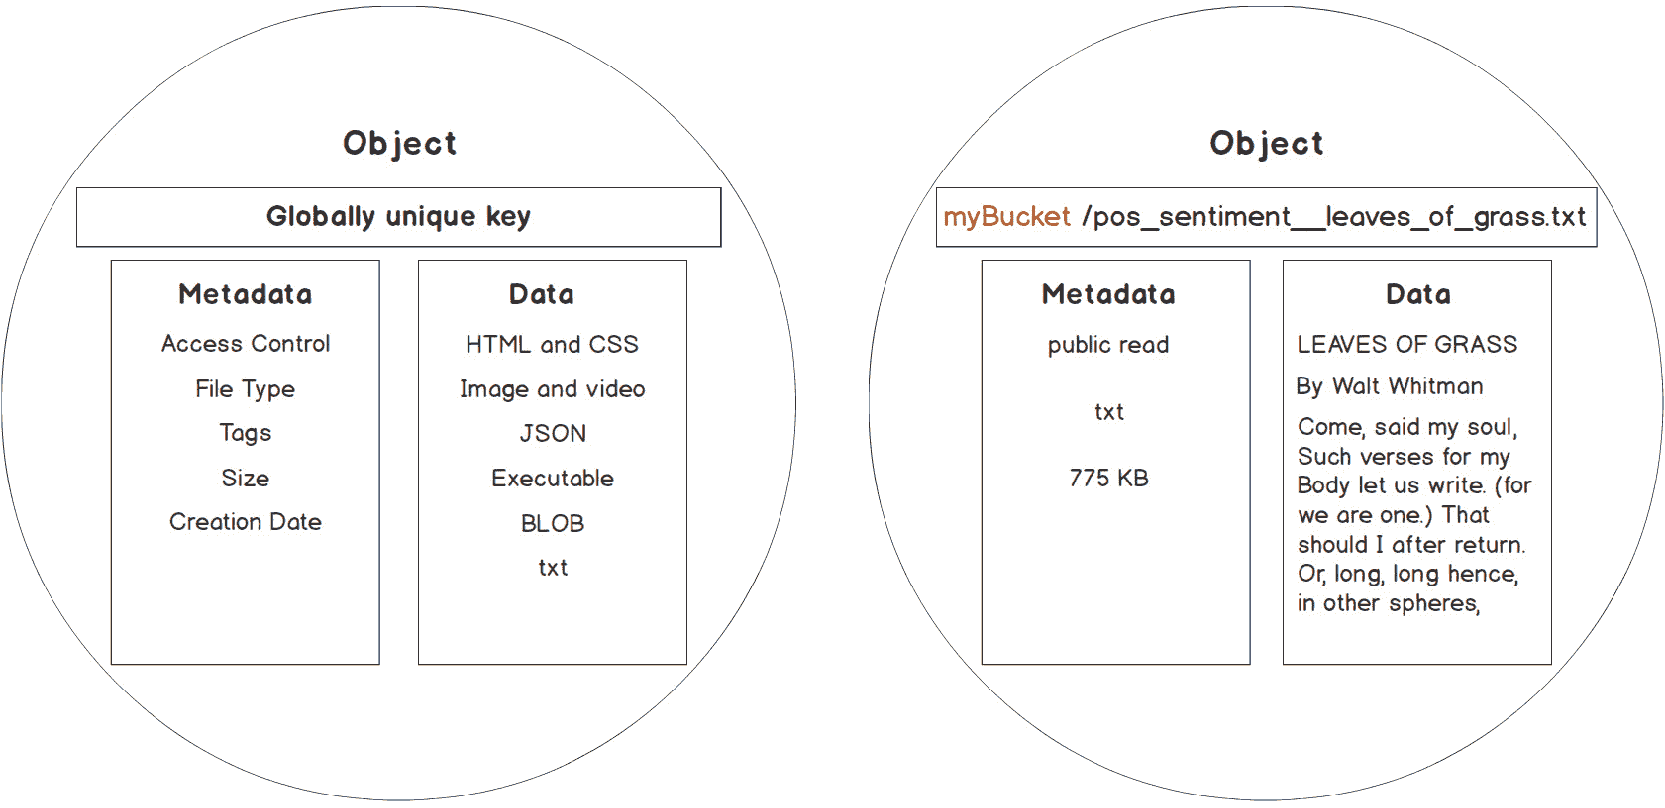 Object
Globally unique key
Metadata
Access Control
File Type
Tags
Size
Creation Date
Data
HTML and CSS
Image and video
JSON
Executable
BLOB
txt
Object
myBucket /pos_sentiment__leaves_of_grass.txt
Metadata
public read
txt
775 KB
Data
LEAVES OF GRASS
By Walt Whitman
Come, said my soul,
Such verses for my
Body let us write. (for
we are one.) That
should I after return.
Or, long, long hence,
in other spheres,